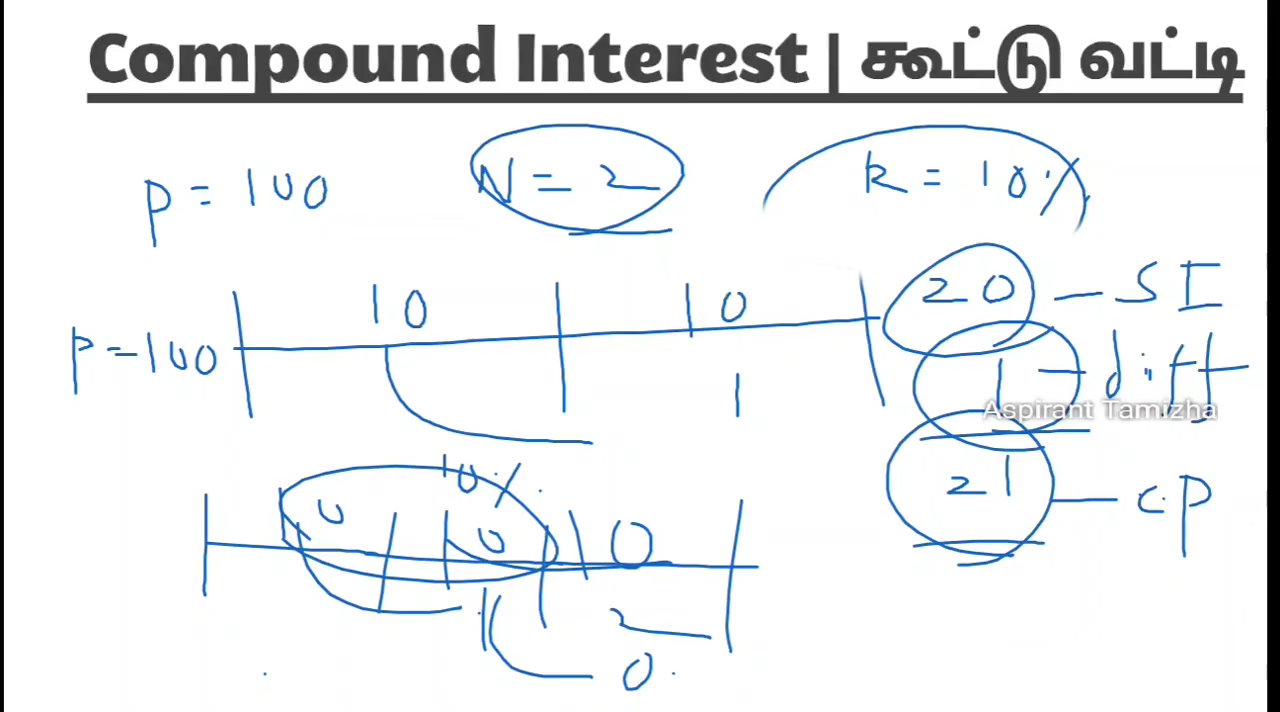 Compound Interest | கூட்டு வட்டி
P = 100 N = 2 R = 10%
10 10 20 - SI
P = 100
1 1 - diff
Aspirant Tamizha
10%
21 - CP
10 10 10
1 2
0.